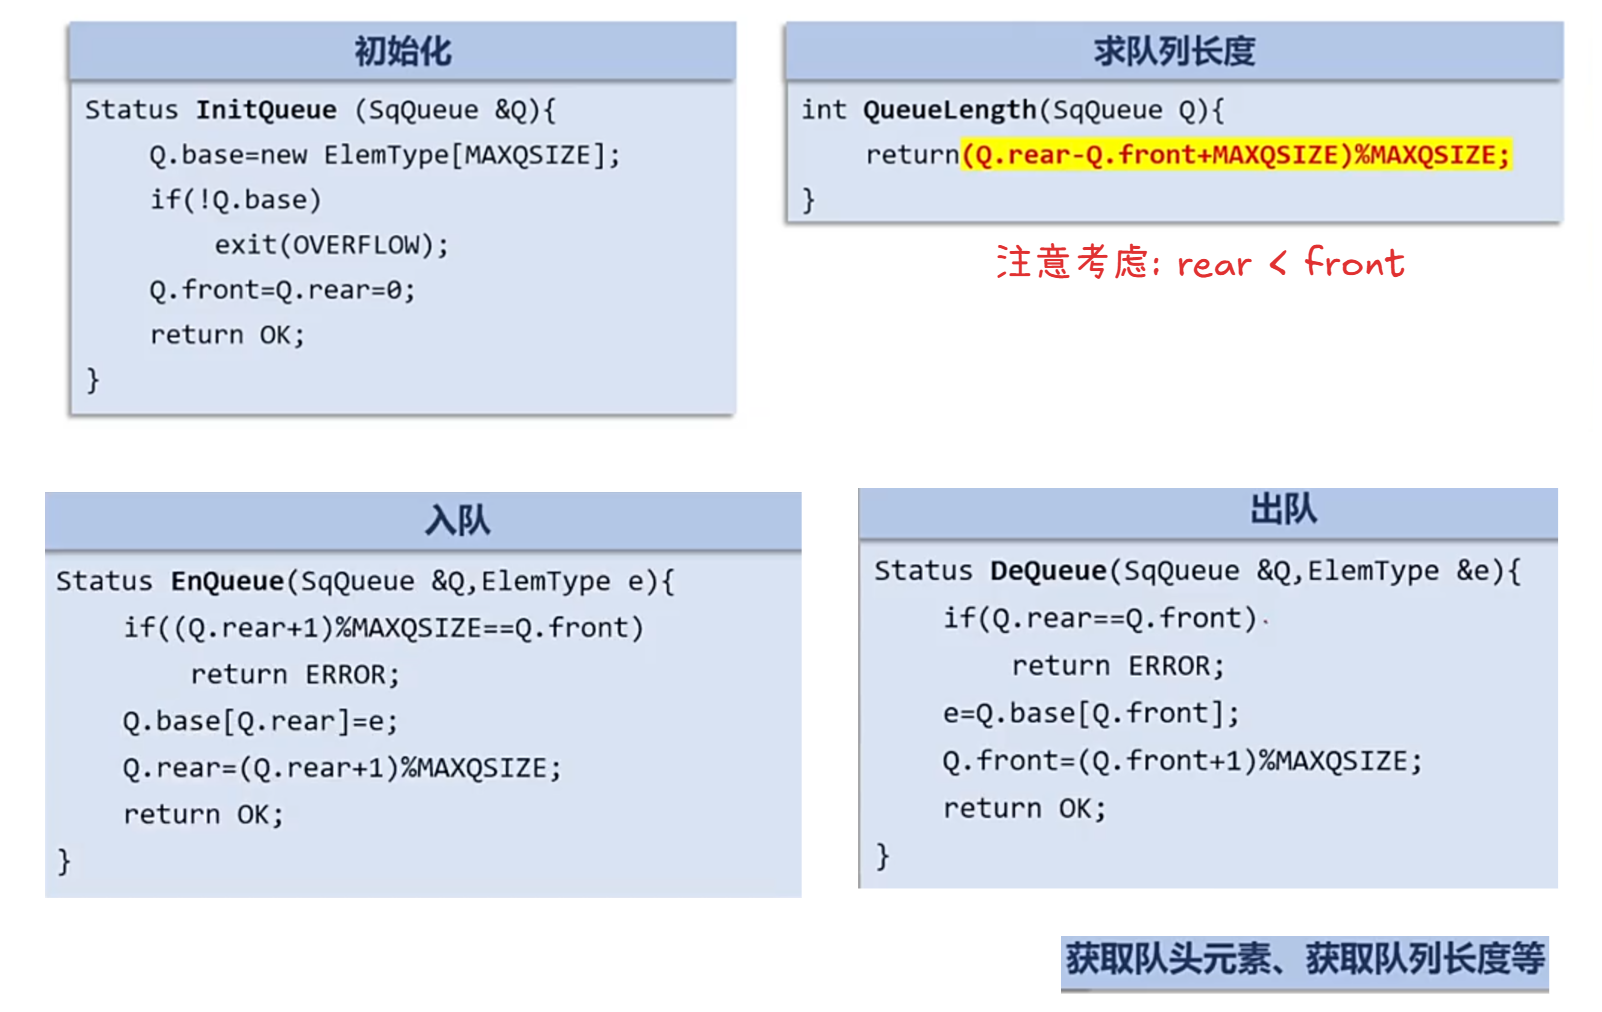 初始化
Status InitQueue (SqQueue &Q){
Q.base=new ElemType[MAXQSIZE];
if(!Q.base)
exit(OVERFLOW);
Q.front=Q.rear=0;
return OK;
}
求队列长度
int QueueLength(SqQueue Q){
return(Q.rear-Q.front+MAXQSIZE)%MAXQSIZE;
}
注意考虑: rear < front
入队
Status EnQueue(SqQueue &Q,ElemType e){
if((Q.rear+1)%MAXQSIZE==Q.front)
return ERROR;
Q.base[Q.rear]=e;
Q.rear=(Q.rear+1)%MAXQSIZE;
return OK;
}
出队
Status DeQueue(SqQueue &Q,ElemType &e){
if(Q.rear==Q.front)
return ERROR;
e=Q.base[Q.front];
Q.front=(Q.front+1)%MAXQSIZE;
return OK;
}
获取队头元素、获取队列长度等